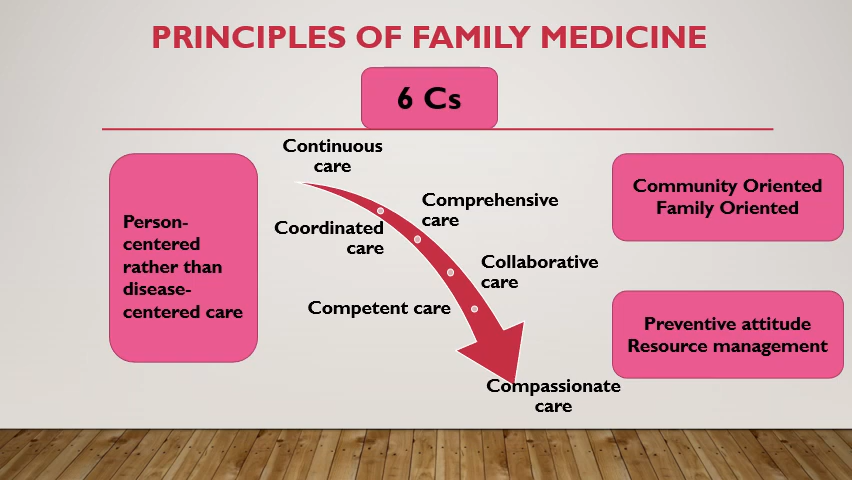 PRINCIPLES OF FAMILY MEDICINE
6 Cs
Person-
centered
rather than
disease-
centered care
Continuous
care
Coordinated
care
Comprehensive
care
Collaborative
care
Competent care
Compassionate
care
Community Oriented
Family Oriented
Preventive attitude
Resource management